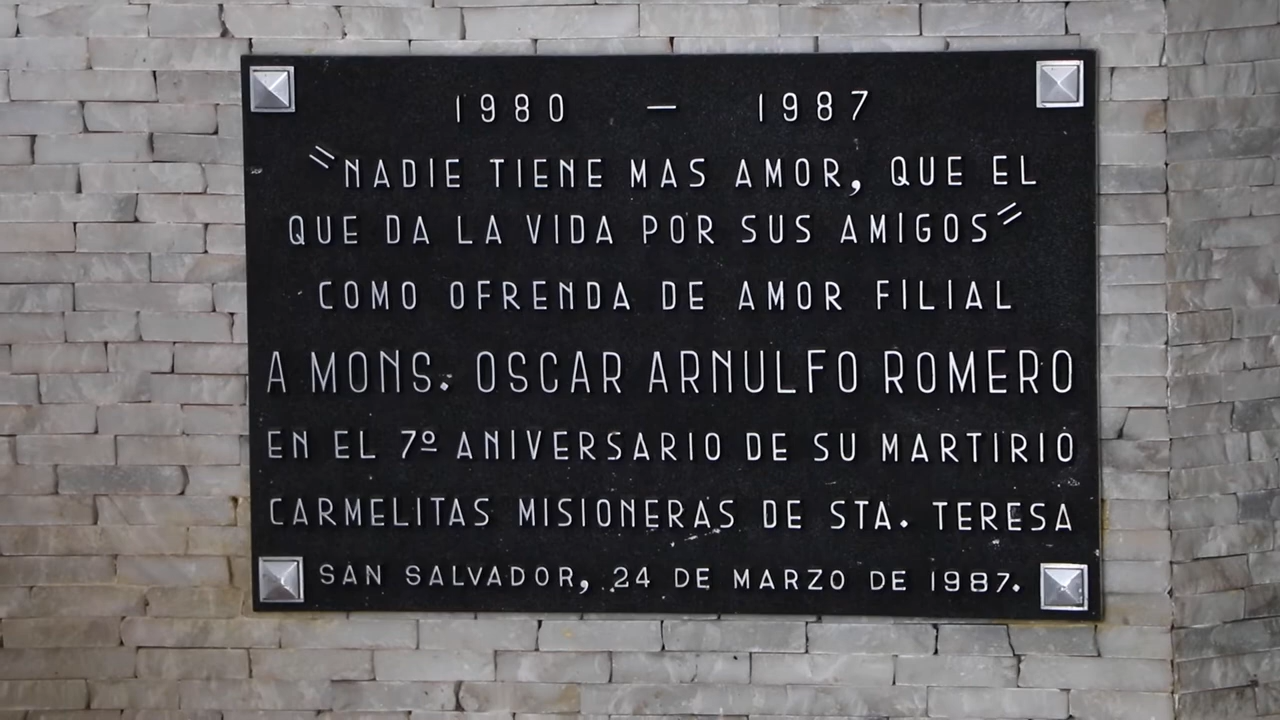 1980 — 1987
"NADIE TIENE MAS AMOR, QUE EL
QUE DA LA VIDA POR SUS AMIGOS"
COMO OFRENDA DE AMOR FILIAL
A MONS. OSCAR ARNULFO ROMERO
EN EL 7º ANIVERSARIO DE SU MARTIRIO
CARMELITAS MISIONERAS DE STA. TERESA
SAN SALVADOR, 24 DE MARZO DE 1987.